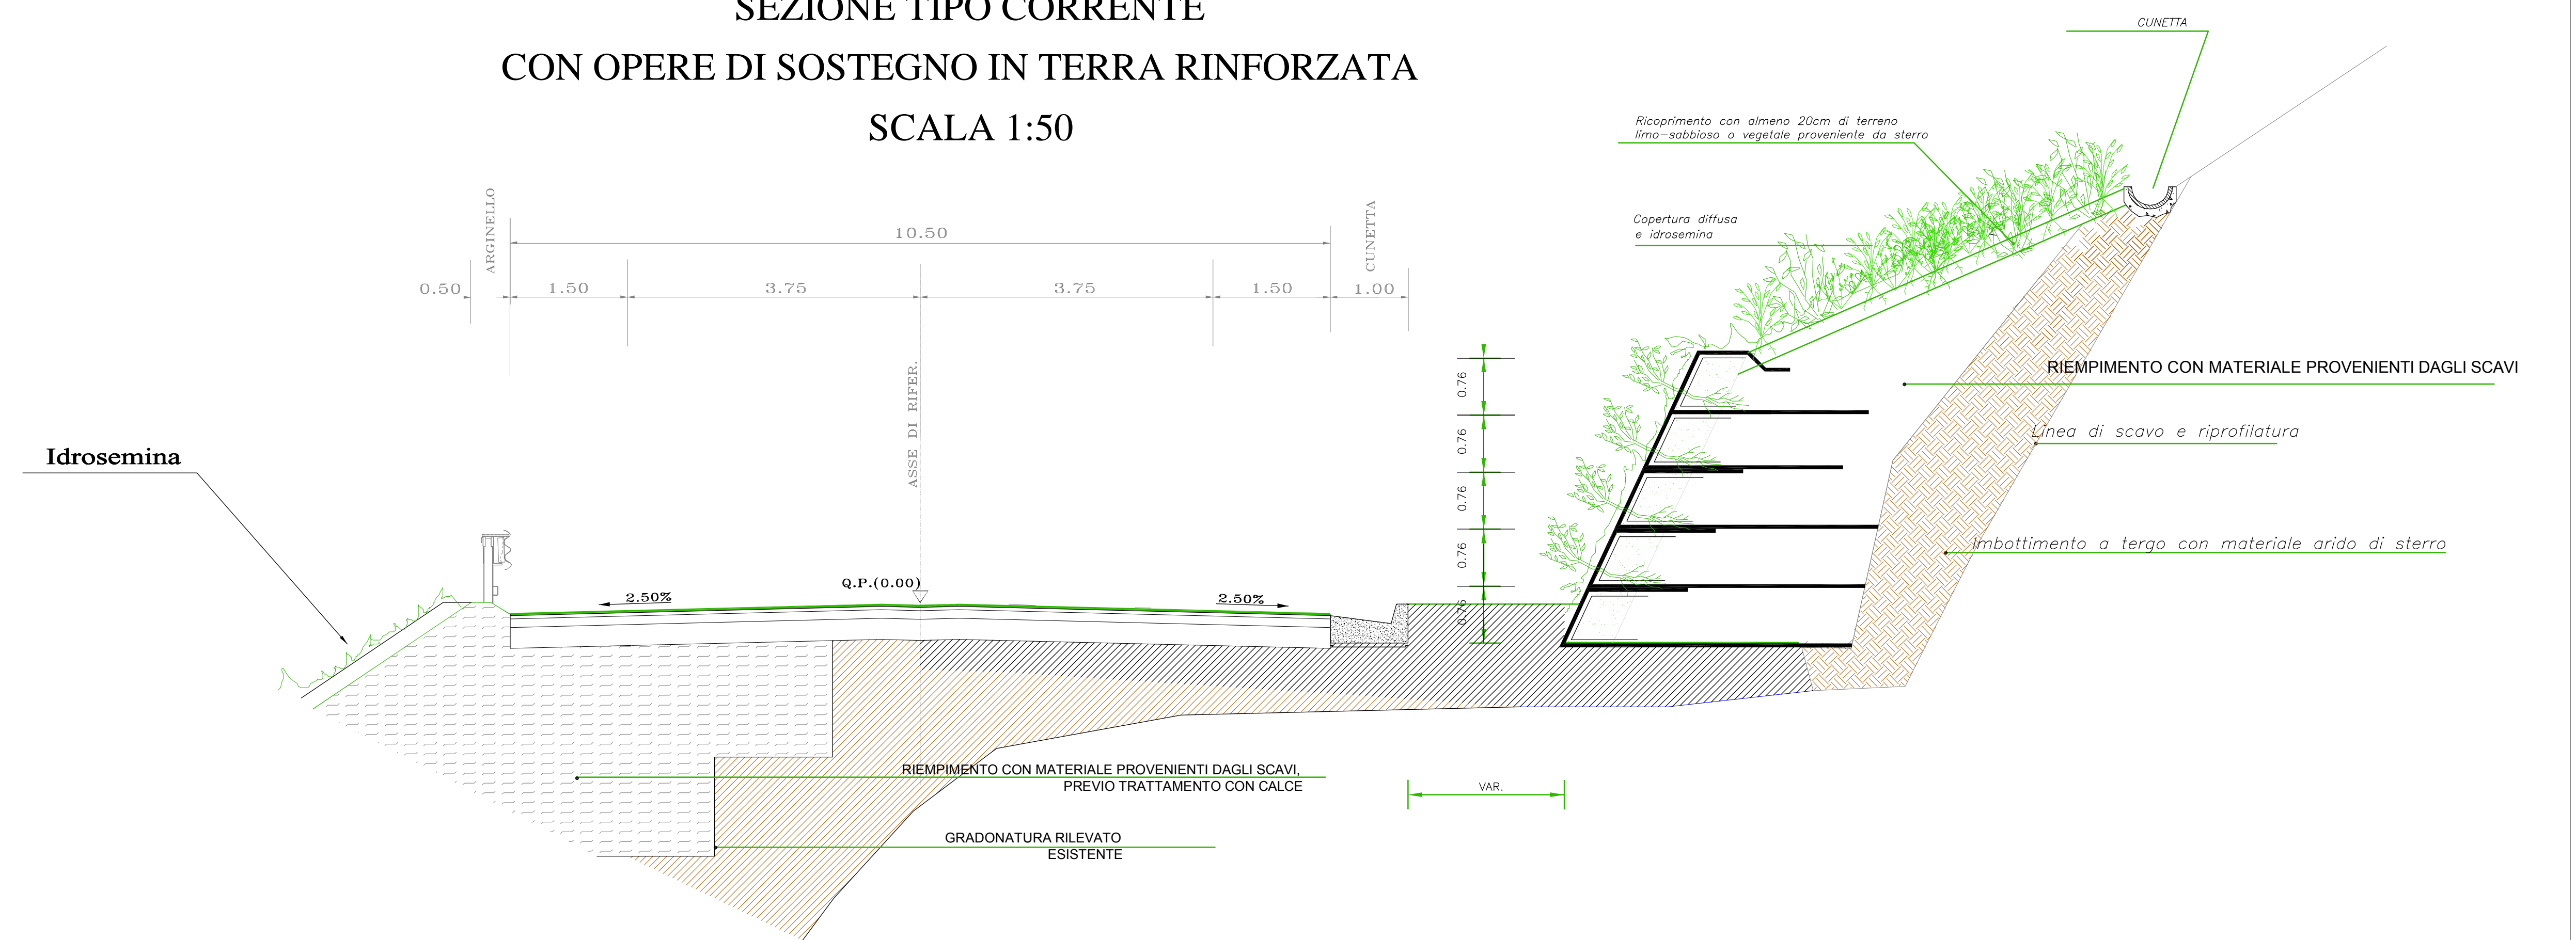 SEZIONE TIPO CORRENTE
CON OPERE DI SOSTEGNO IN TERRA RINFORZATA
SCALA 1:50
CUNETTA
Ricoprimento con almeno 20cm di terreno
limo-sabbioso o vegetale proveniente da sterro
Copertura diffusa
e idrosemina
ARGINELLO
10.50
CUNETTA
0.50
1.50
3.75
3.75
1.50
1.00
ASSE DI RIFER.
0.76
0.76
0.76
0.76
0.76
RIEMPIMENTO CON MATERIALE PROVENIENTI DAGLI SCAVI
Linea di scavo e riprofilatura
Imbottimento a tergo con materiale arido di sterro
Idrosemina
Q.P.(0.00)
2.50%
2.50%
RIEMPIMENTO CON MATERIALE PROVENIENTI DAGLI SCAVI,
PREVIO TRATTAMENTO CON CALCE
VAR.
GRADONATURA RILEVATO
ESISTENTE